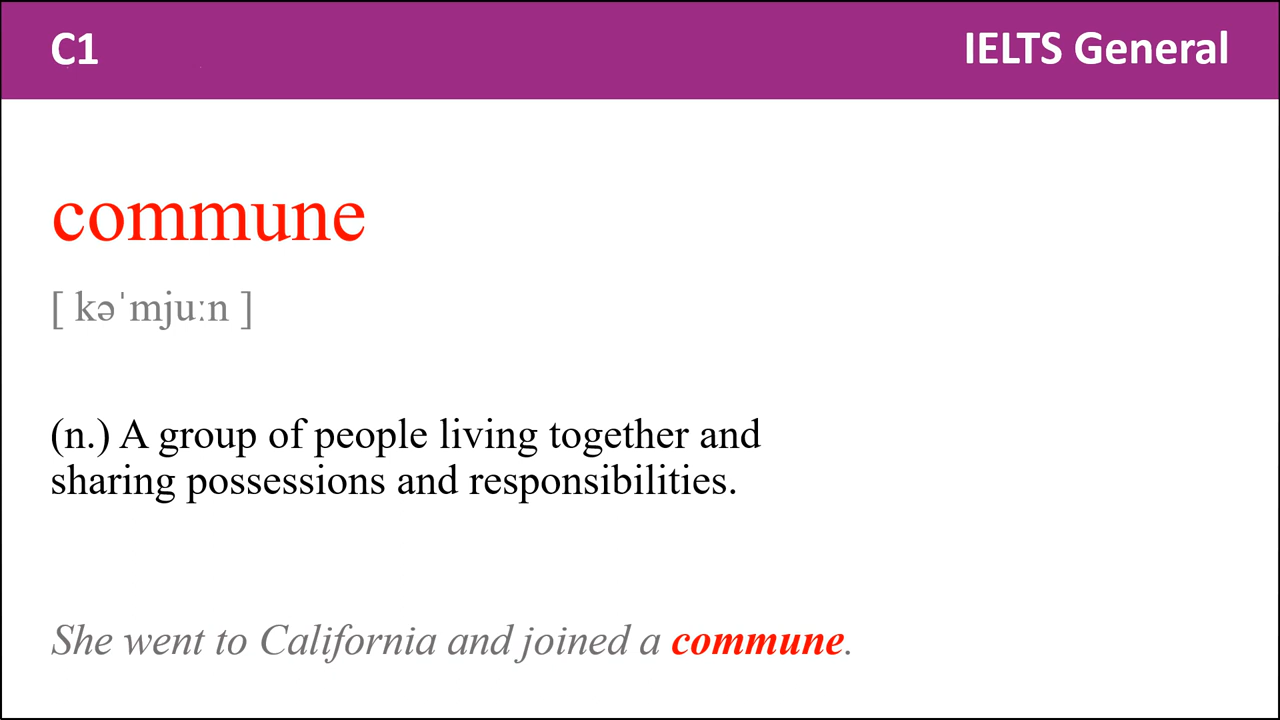 C1
IELTS General
commune
[ kəˈmjuːn ]
(n.) A group of people living together and
sharing possessions and responsibilities.
She went to California and joined a commune.